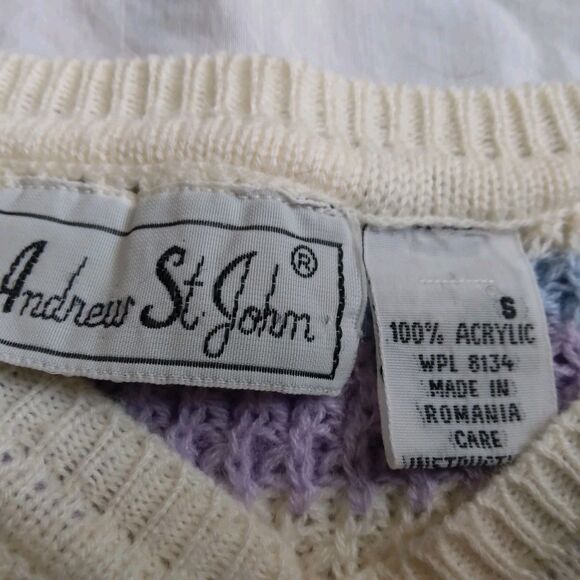 Andrew St John ®
S
100% ACRYLIC
WPL 8134
MADE IN
ROMANIA
CARE